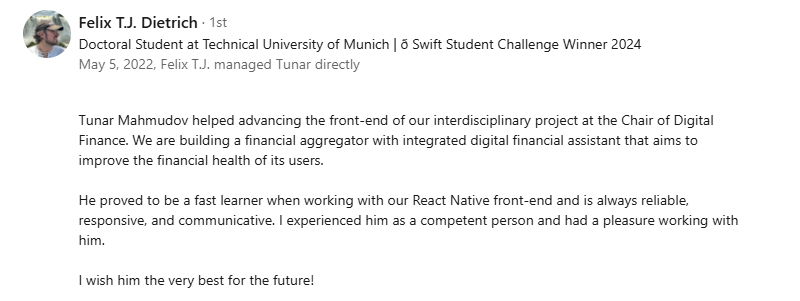 Felix T.J. Dietrich · 1st
Doctoral Student at Technical University of Munich | õ Swift Student Challenge Winner 2024
May 5, 2022, Felix T.J. managed Tunar directly
Tunar Mahmudov helped advancing the front-end of our interdisciplinary project at the Chair of Digital
Finance. We are building a financial aggregator with integrated digital financial assistant that aims to
improve the financial health of its users.
He proved to be a fast learner when working with our React Native front-end and is always reliable,
responsive, and communicative. I experienced him as a competent person and had a pleasure working with
him.
I wish him the very best for the future!